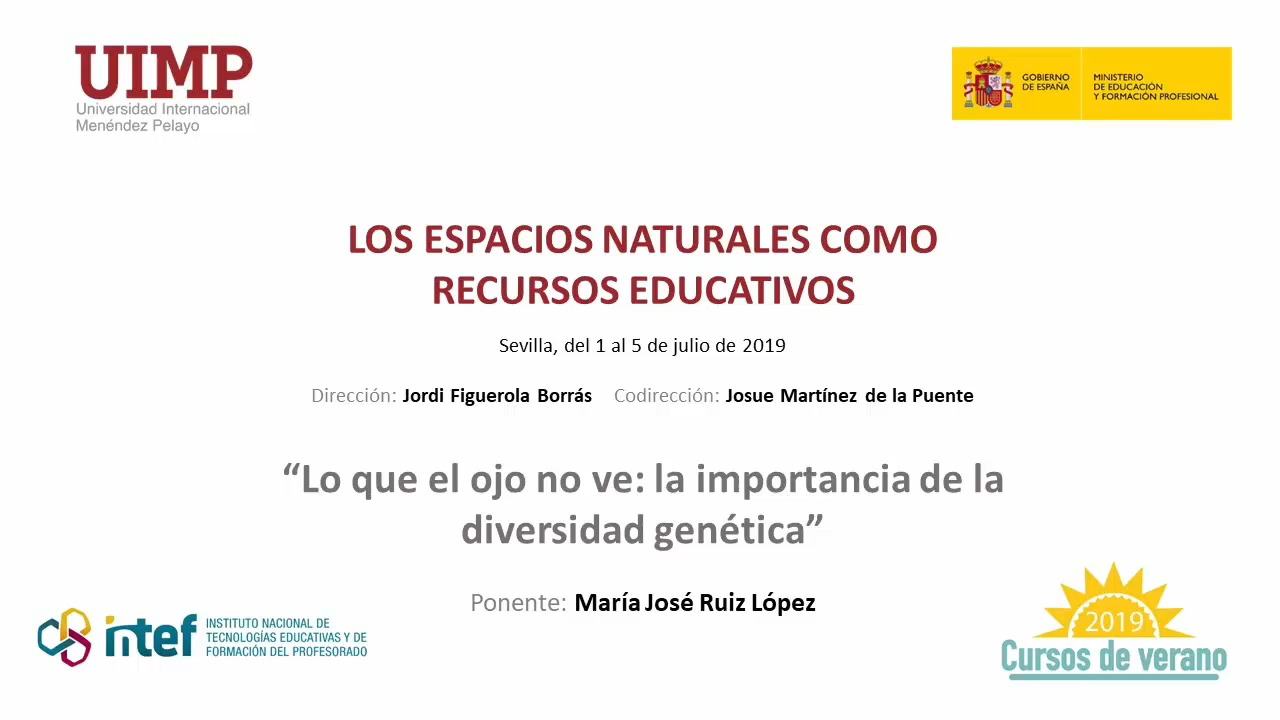 UIMP
Universidad Internacional
Menéndez Pelayo
GOBIERNO
DE ESPAÑA
MINISTERIO
DE EDUCACIÓN
Y FORMACIÓN PROFESIONAL
LOS ESPACIOS NATURALES COMO
RECURSOS EDUCATIVOS
Sevilla, del 1 al 5 de julio de 2019
Dirección: Jordi Figuerola Borrás Codirección: Josue Martínez de la Puente
“Lo que el ojo no ve: la importancia de la
diversidad genética”
Ponente: María José Ruiz López
intef
INSTITUTO NACIONAL DE
TECNOLOGÍAS EDUCATIVAS Y DE
FORMACIÓN DEL PROFESORADO
2019
Cursos de verano